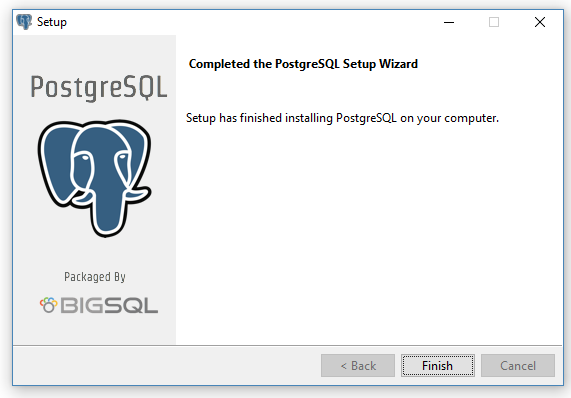 Setup
PostgreSQL
Packaged By
BIGSQL
Completed the PostgreSQL Setup Wizard
Setup has finished installing PostgreSQL on your computer.
< Back
Finish
Cancel